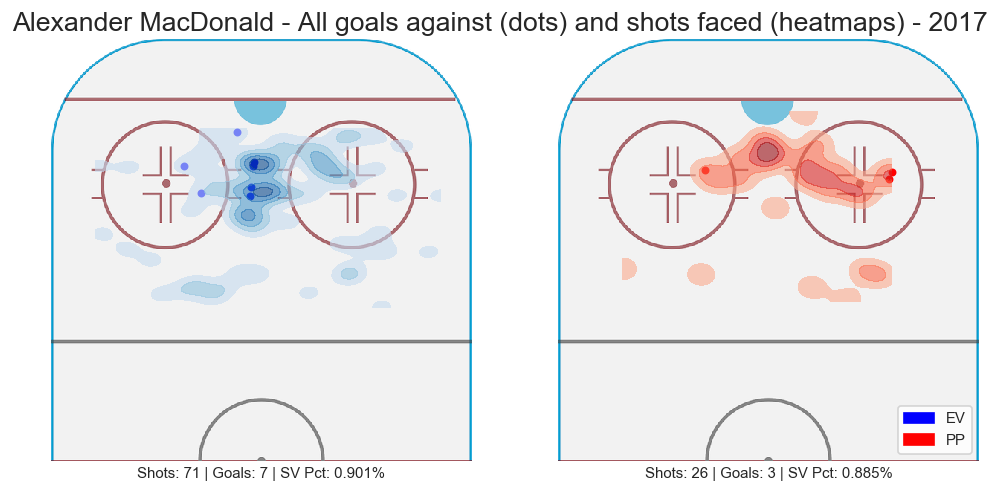 Alexander MacDonald - All goals against (dots) and shots faced (heatmaps) - 2017
EV
PP
Shots: 71 | Goals: 7 | SV Pct: 0.901%
Shots: 26 | Goals: 3 | SV Pct: 0.885%